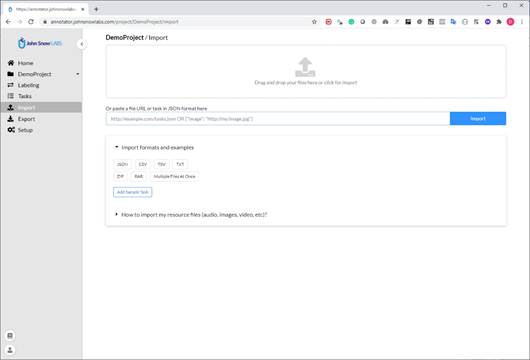 https://annotator.johnsnowlabs.c
annotator.johnsnowlabs.com/project/DemoProject/import
John Snow LABS
DemoProject / Import
Home
DemoProject
Labeling
Tasks
Import
Export
Setup
Drag and drop your files here or click for import
Or paste a file URL or task in JSON format here
http://example.com/tasks.json OR {"image": "http://my.image.jpg"}
Import
Import formats and examples
JSON CSV TSV TXT
ZIP RAR Multiple Files At Once
Add Sample Task
How to import my resource files (audio, images, video, etc)?